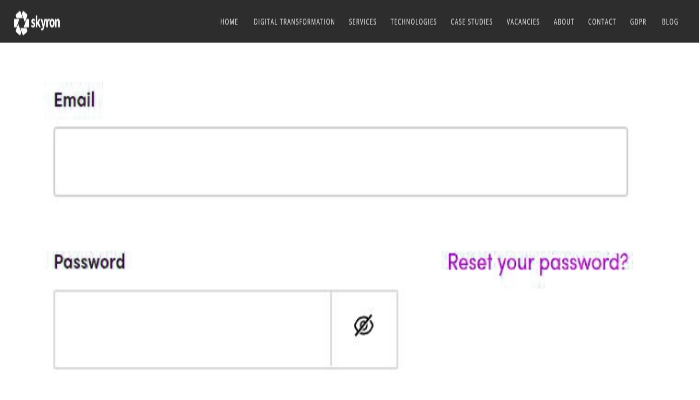 skyron HOME DIGITAL TRANSFORMATION SERVICES TECHNOLOGIES CASE STUDIES VACANCIES ABOUT CONTACT GDPR BLOG
Email
Password Reset your password?